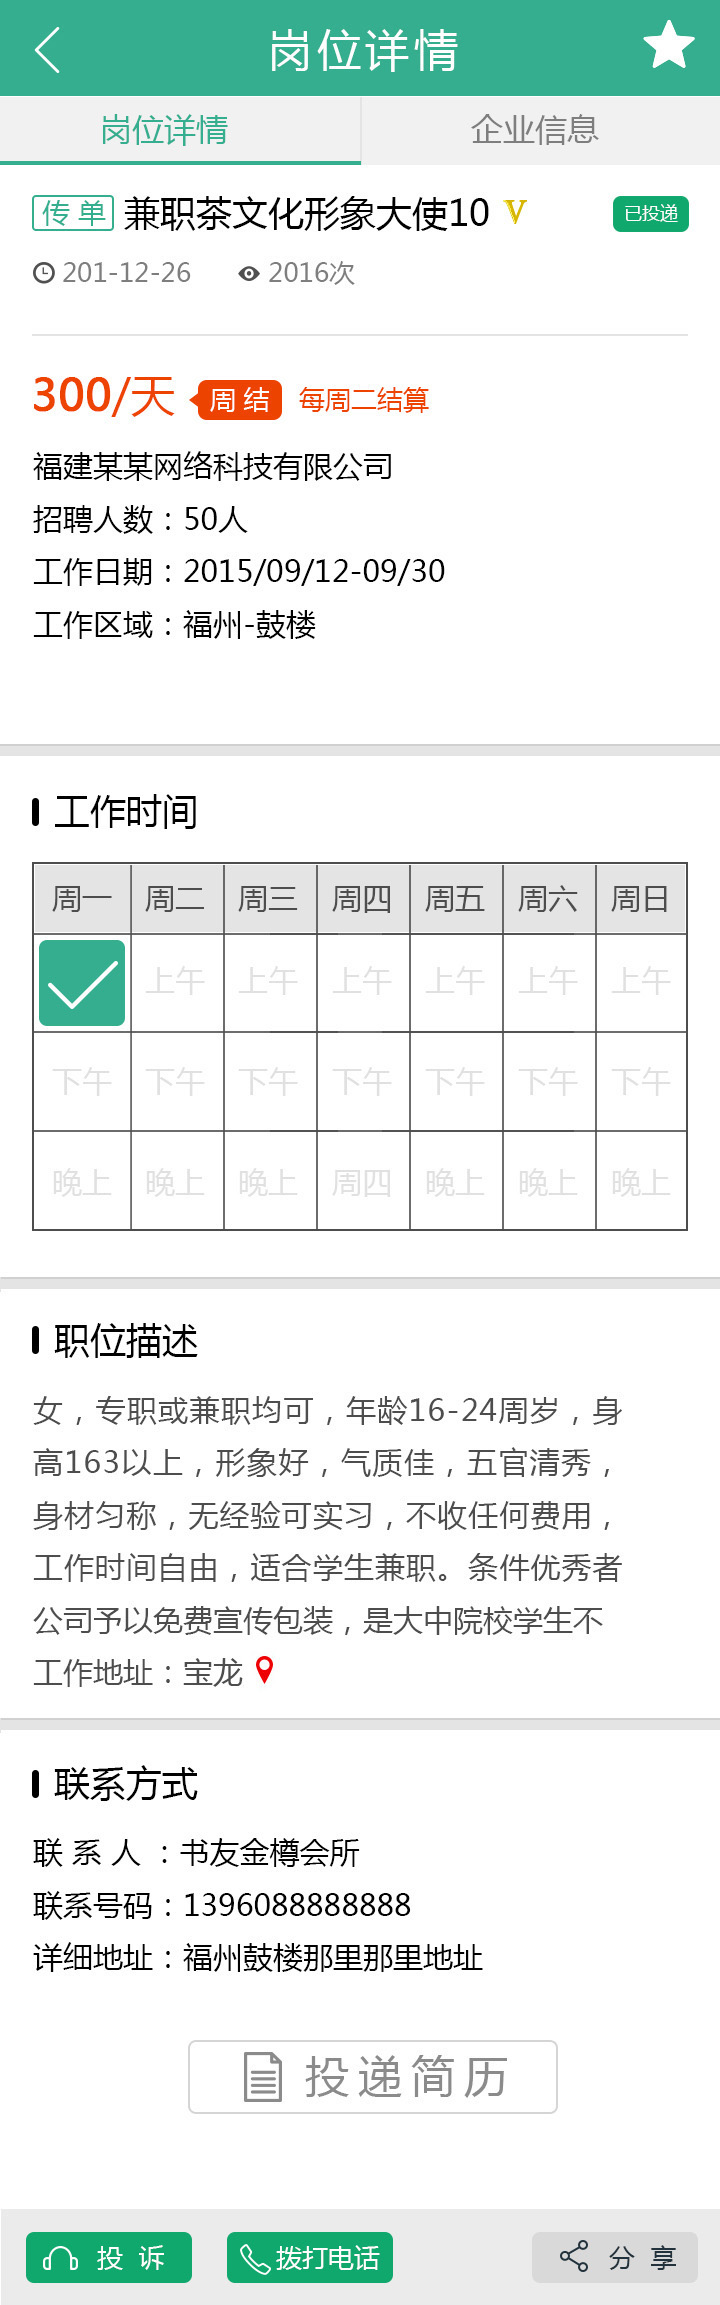 岗位详情
岗位详情 企业信息
传 单 兼职茶文化形象大使10 V 已投递
201-12-26 2016次
300/天 周 结 每周二结算
福建某某网络科技有限公司
招聘人数：50人
工作日期：2015/09/12-09/30
工作区域：福州-鼓楼
工作时间
周一 周二 周三 周四 周五 周六 周日
上午 上午 上午 上午 上午 上午
下午 下午 下午 下午 下午 下午 下午
晚上 晚上 晚上 周四 晚上 晚上 晚上
职位描述
女，专职或兼职均可，年龄16-24周岁，身
高163以上，形象好，气质佳，五官清秀，
身材匀称，无经验可实习，不收任何费用，
工作时间自由，适合学生兼职。条件优秀者
公司予以免费宣传包装，是大中院校学生不
工作地址：宝龙
联系方式
联 系 人 ：书友金樽会所
联系号码：1396088888888
详细地址：福州鼓楼那里那里地址
投递简历
投 诉 拨打电话 分 享